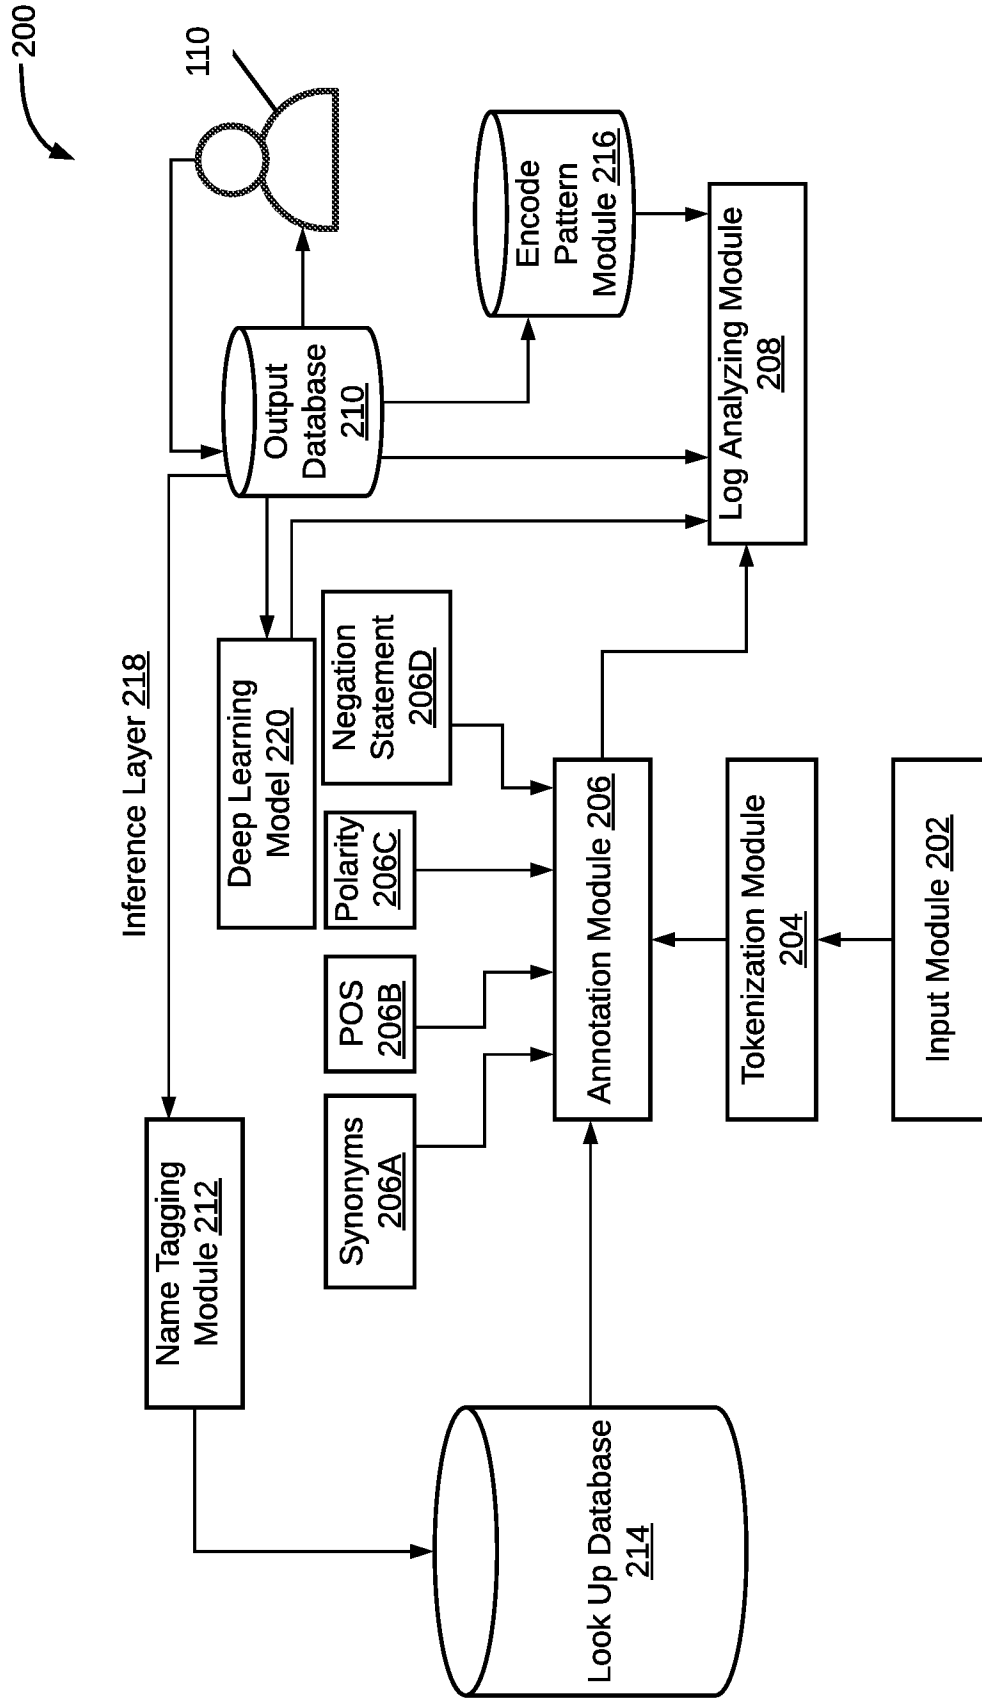 200
110
Inference Layer 218
Name Tagging
Module 212
Deep Learning
Model 220
Output
Database
210
Synonyms
206A
POS
206B
Polarity
206C
Negation
Statement
206D
Encode
Pattern
Module 216
Look Up Database
214
Annotation Module 206
Log Analyzing Module
208
Tokenization Module
204
Input Module 202